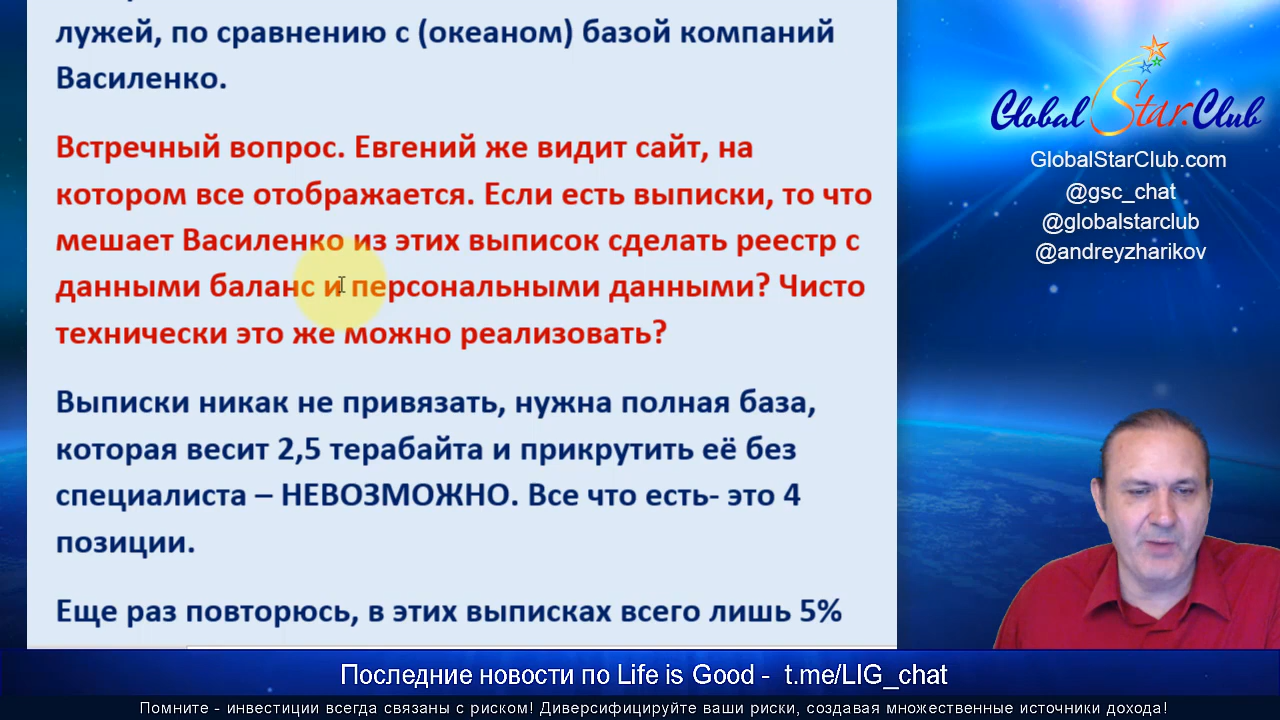 лужей, по сравнению с (океаном) базой компаний
Василенко.
Встречный вопрос. Евгений же видит сайт, на
котором все отображается. Если есть выписки, то что
мешает Василенко из этих выписок сделать реестр с
данными баланс и персональными данными? Чисто
технически это же можно реализовать?
Выписки никак не привязать, нужна полная база,
которая весит 2,5 терабайта и прикрутить её без
специалиста – НЕВОЗМОЖНО. Все что есть- это 4
позиции.
Еще раз повторюсь, в этих выписках всего лишь 5%
Global Star.Club
GlobalStarClub.com
@gsc_chat
@globalstarclub
@andreyzharikov
Последние новости по Life is Good - t.me/LIG_chat
Помните - инвестиции всегда связаны с риском! Диверсифицируйте ваши риски, создавая множественные источники дохода!